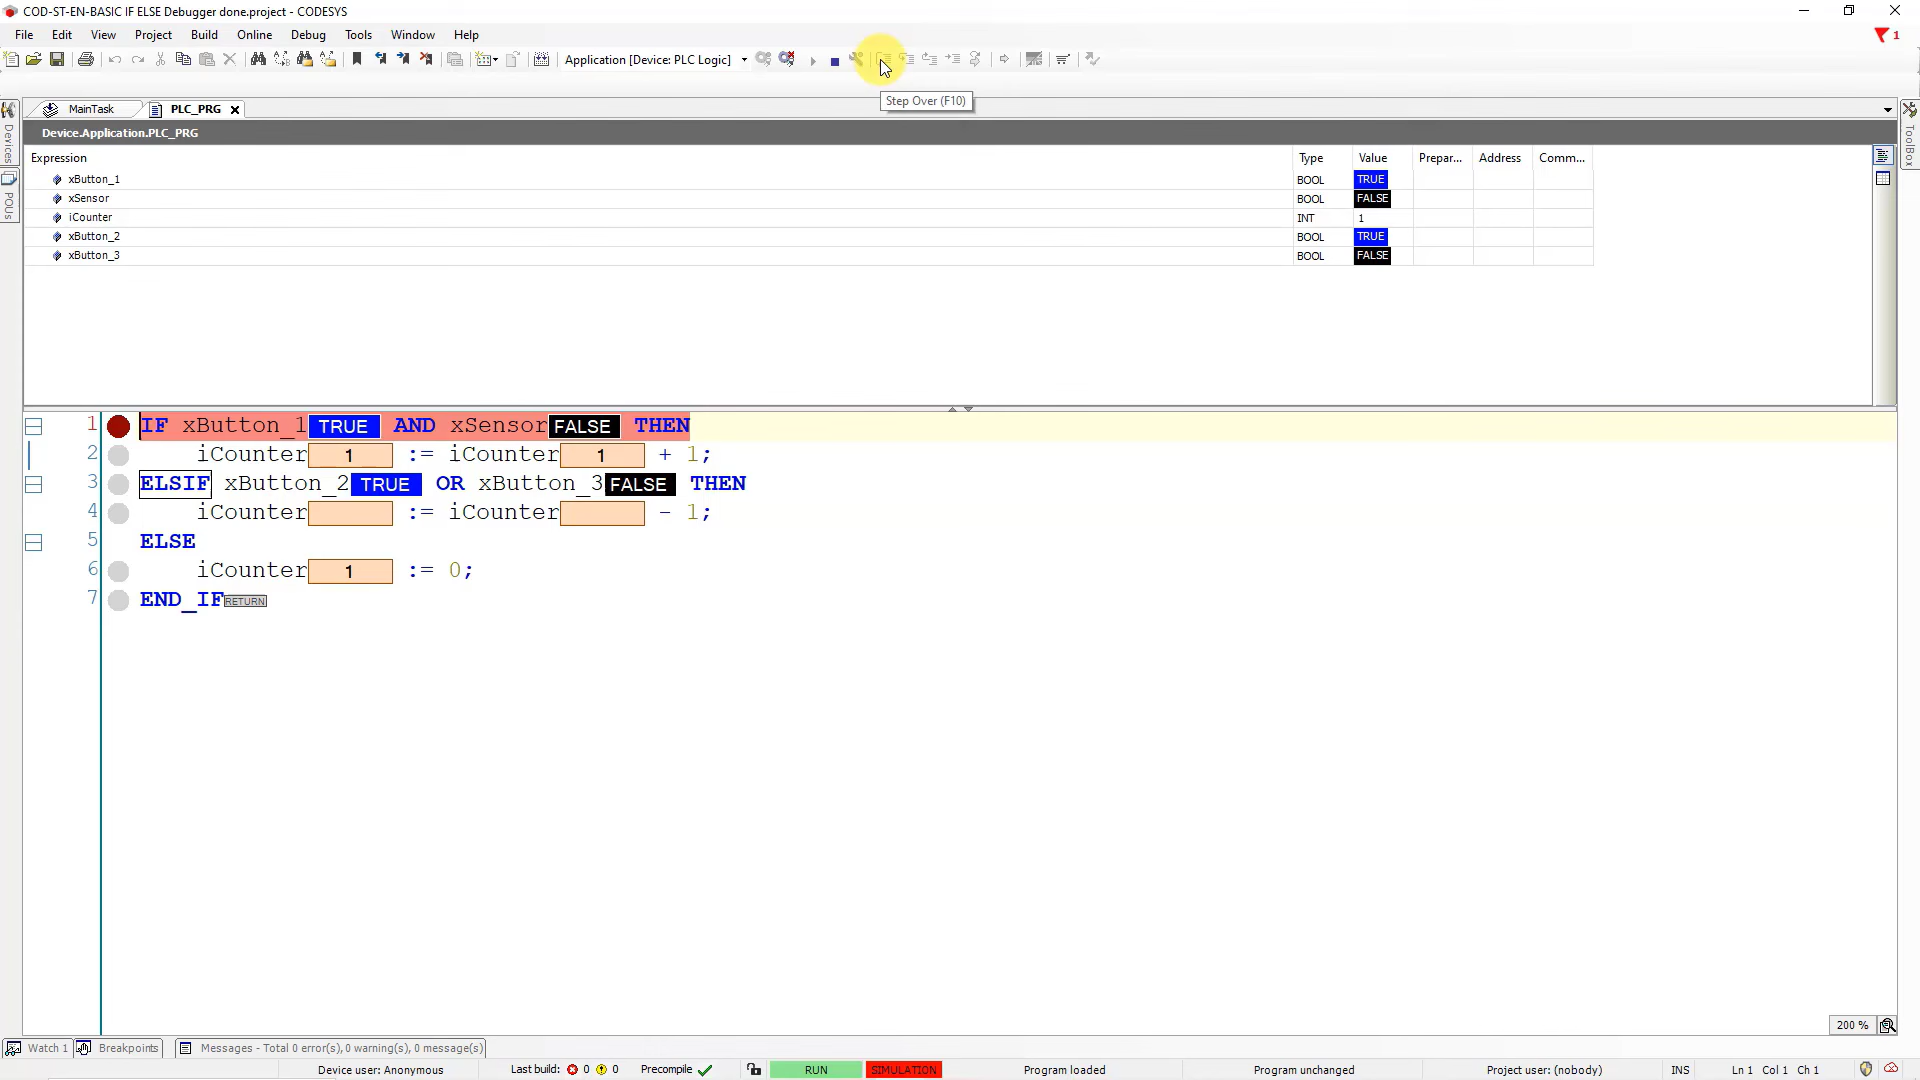 COD-ST-EN-BASIC IF ELSE Debugger done.project - CODESYS
File Edit View Project Build Online Debug Tools Window Help
1
Application [Device: PLC Logic]
Step Over (F10)
MainTask PLC_PRG
Device.Application.PLC_PRG
Devices
POUs
ToolBox
Expression Type Value Prepar... Address Comm...
xButton_1 BOOL TRUE
xSensor BOOL FALSE
iCounter INT 1
xButton_2 BOOL TRUE
xButton_3 BOOL FALSE
1 IF xButton_1 TRUE AND xSensor FALSE THEN
2 iCounter 1 := iCounter 1 + 1;
3 ELSIF xButton_2 TRUE OR xButton_3 FALSE THEN
4 iCounter := iCounter - 1;
5 ELSE
6 iCounter 1 := 0;
7 END_IF RETURN
200 %
Watch 1 Breakpoints Messages - Total 0 error(s), 0 warning(s), 0 message(s)
Device user: Anonymous Last build: 0 0 Precompile RUN SIMULATION Program loaded Program unchanged Project user: (nobody) INS Ln 1 Col 1 Ch 1